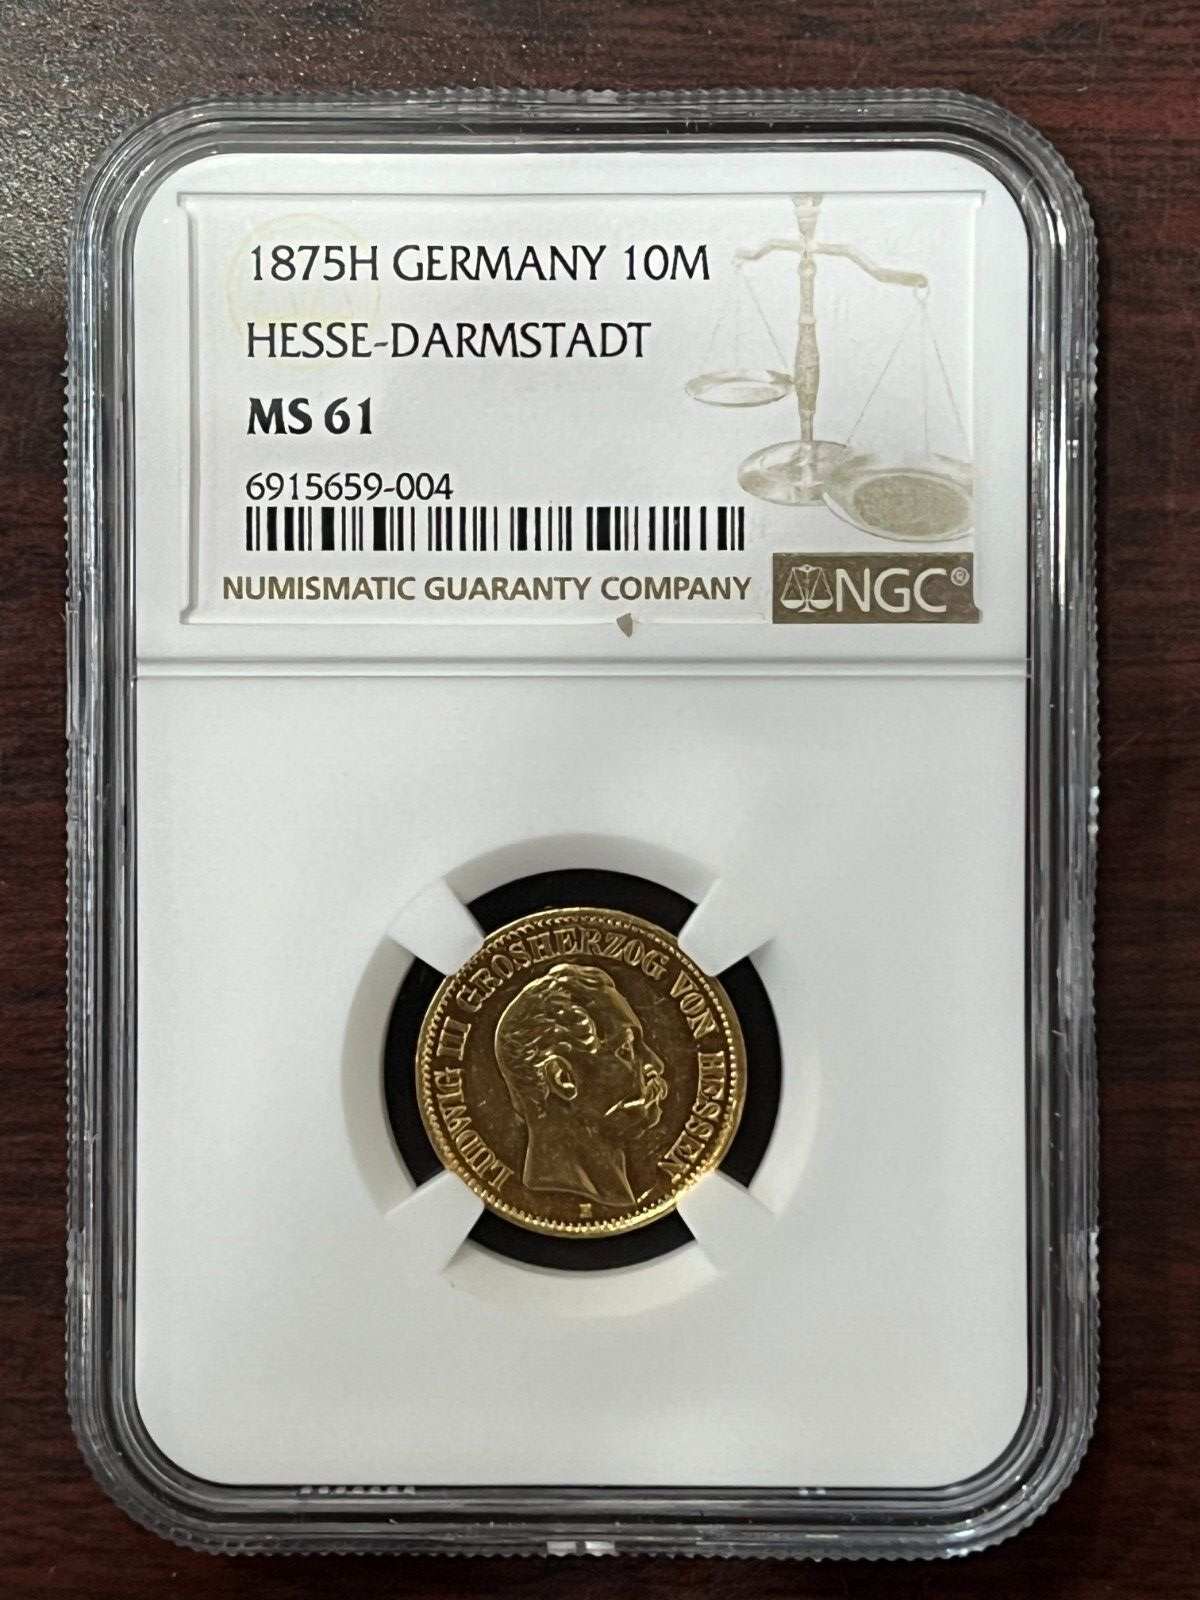 1875H GERMANY 10M
HESSE-DARMSTADT
MS 61
6915659-004
NUMISMATIC GUARANTY COMPANY
NGC®
LUDWIG III GROSHERZOG VON HESSEN
H